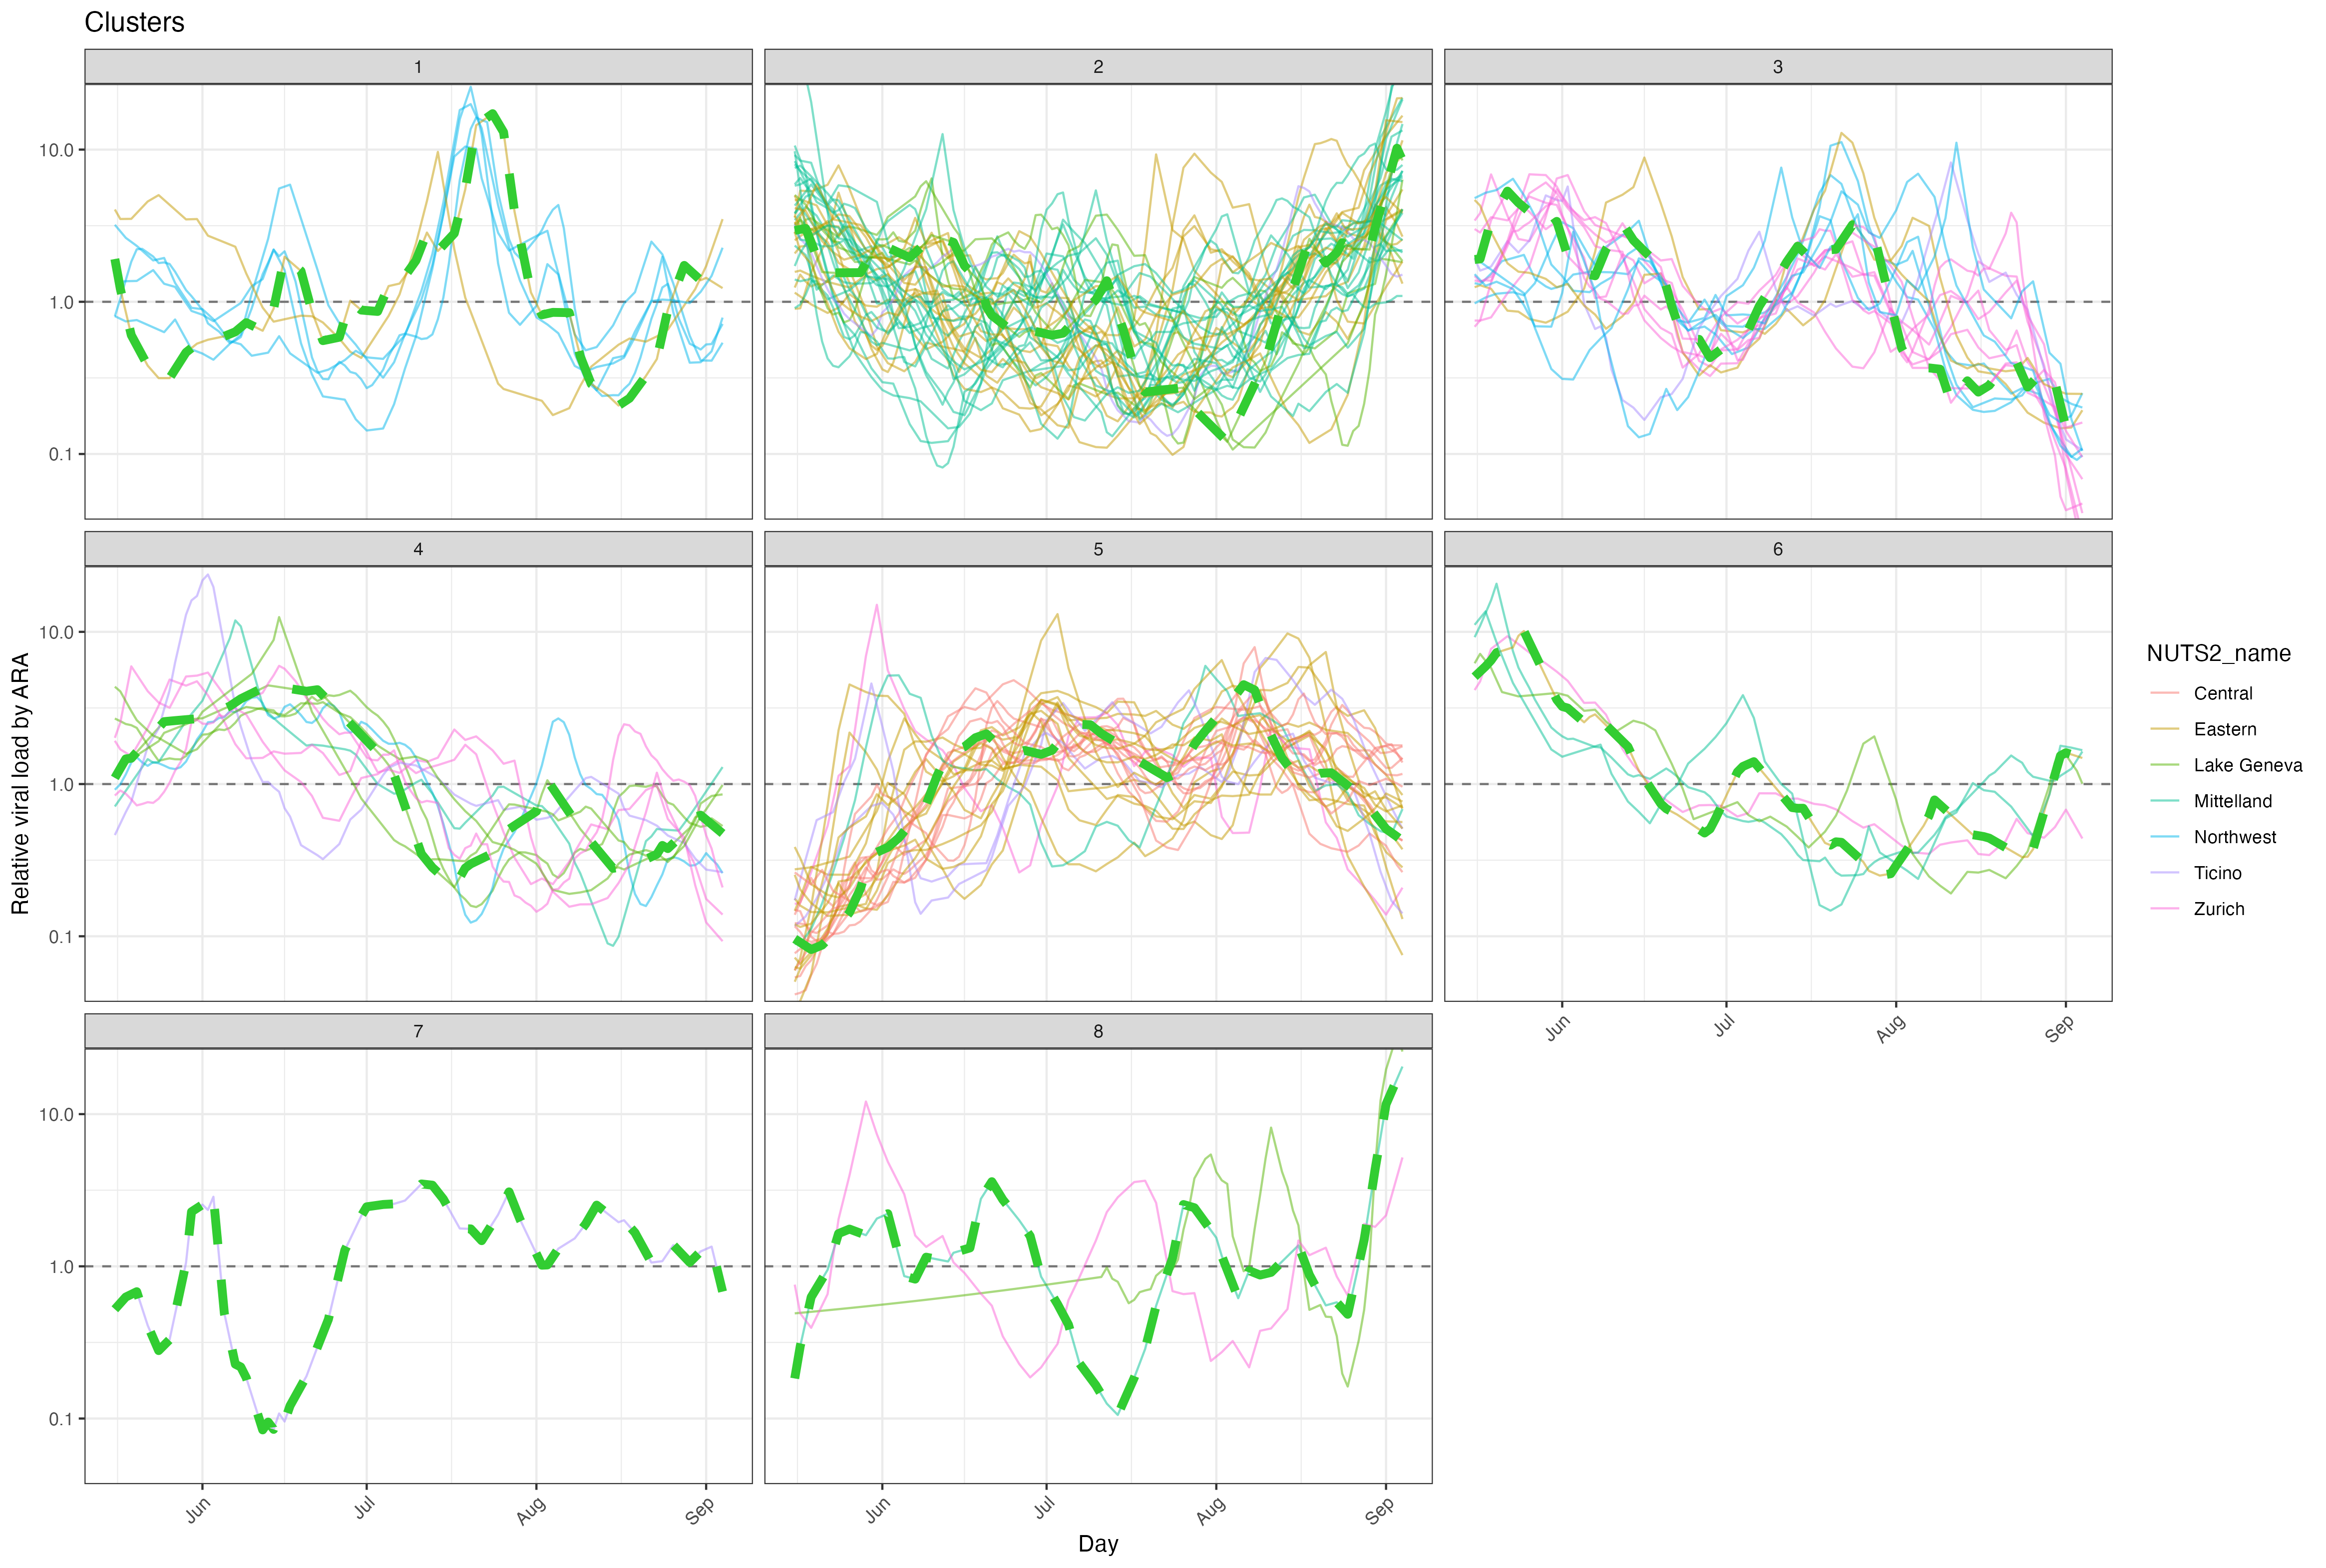 Clusters
1
2
3
10.0
1.0
0.1
4
5
6
10.0
1.0
0.1
Jun
Jul
Aug
Sep
7
8
10.0
1.0
0.1
Jun
Jul
Aug
Sep
Jun
Jul
Aug
Sep
Day
Relative viral load by ARA
NUTS2_name
Central
Eastern
Lake Geneva
Mittelland
Northwest
Ticino
Zurich